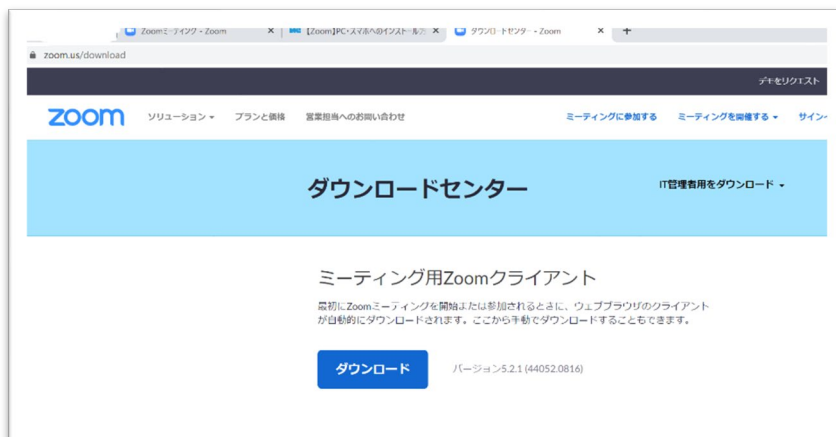 Zoomミーティング - Zoom
【Zoom】PC・スマホへのインストール方
ダウンロードセンター - Zoom
zoom.us/download
デモをリクエスト
zoom
ソリューション
プランと価格
営業担当へのお問い合わせ
ミーティングに参加する
ミーティングを開催する
サイン
ダウンロードセンター
IT管理者用をダウンロード
ミーティング用Zoomクライアント
最初にZoomミーティングを開始または参加されるときに、ウェブブラウザのクライアント
が自動的にダウンロードされます。ここから手動でダウンロードすることもできます。
ダウンロード
バージョン5.2.1 (44052.0816)